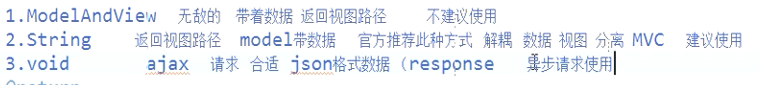 1.ModelAndView 无敌的 带着数据 返回视图路径 不建议使用
2.String 返回视图路径 model带数据 官方推荐此种方式 解耦 数据 视图 分离 MVC 建议使用
3.void ajax 请求 合适 json格式数据 (response 异步请求使用